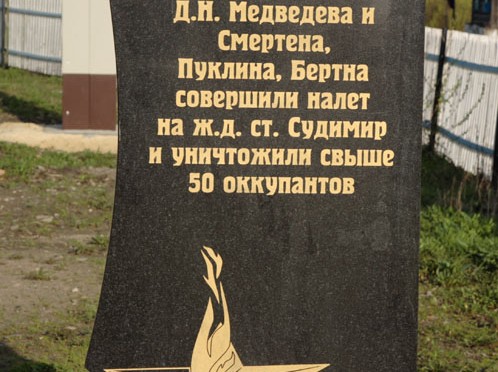 Д.Н. Медведева и
Смертена,
Пуклина, Бертна
совершили налет
на ж.д. ст. Судимир
и уничтожили свыше
50 оккупантов